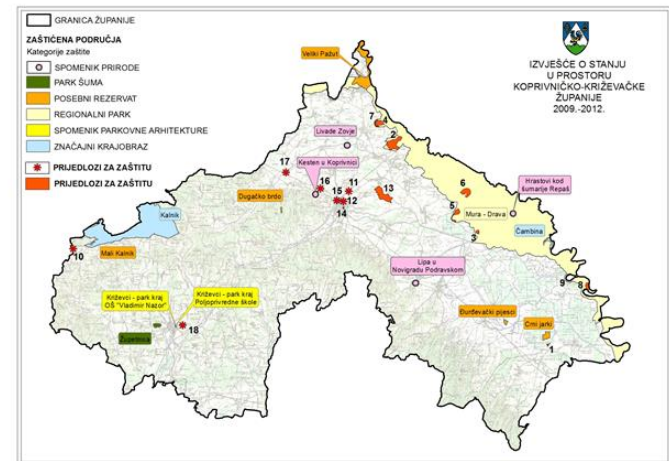 GRANICA ŽUPANIJE
ZAŠTIĆENA PODRUČJA
Kategorije zaštite
SPOMENIK PRIRODE
PARK ŠUMA
POSEBNI REZERVAT
REGIONALNI PARK
SPOMENIK PARKOVNE ARHITEKTURE
ZNAČAJNI KRAJOBRAZ
PRIJEDLOZI ZA ZAŠTITU
PRIJEDLOZI ZA ZAŠTITU
IZVJEŠĆE O STANJU
U PROSTORU
KOPRIVNIČKO-KRIŽEVAČKE
ŽUPANIJE
2009.-2012.
Veliki Pažut
7
4
2
Livade Zovje
17
Kesten u Koprivnici
16
11
13
15
12
14
Dugačko brdo
6
Hrastovi kod
šumarije Repaš
5
Mura - Drava
3
Čambina
Kalnik
10
Mali Kalnik
Lipa u
Novigradu Podravskom
9
8
Križevci - park kraj
OŠ "Vladimir Nazor"
Križevci - park kraj
Poljoprivredne škole
18
Župetnica
Đurđevački pijesci
Crni jarki
1